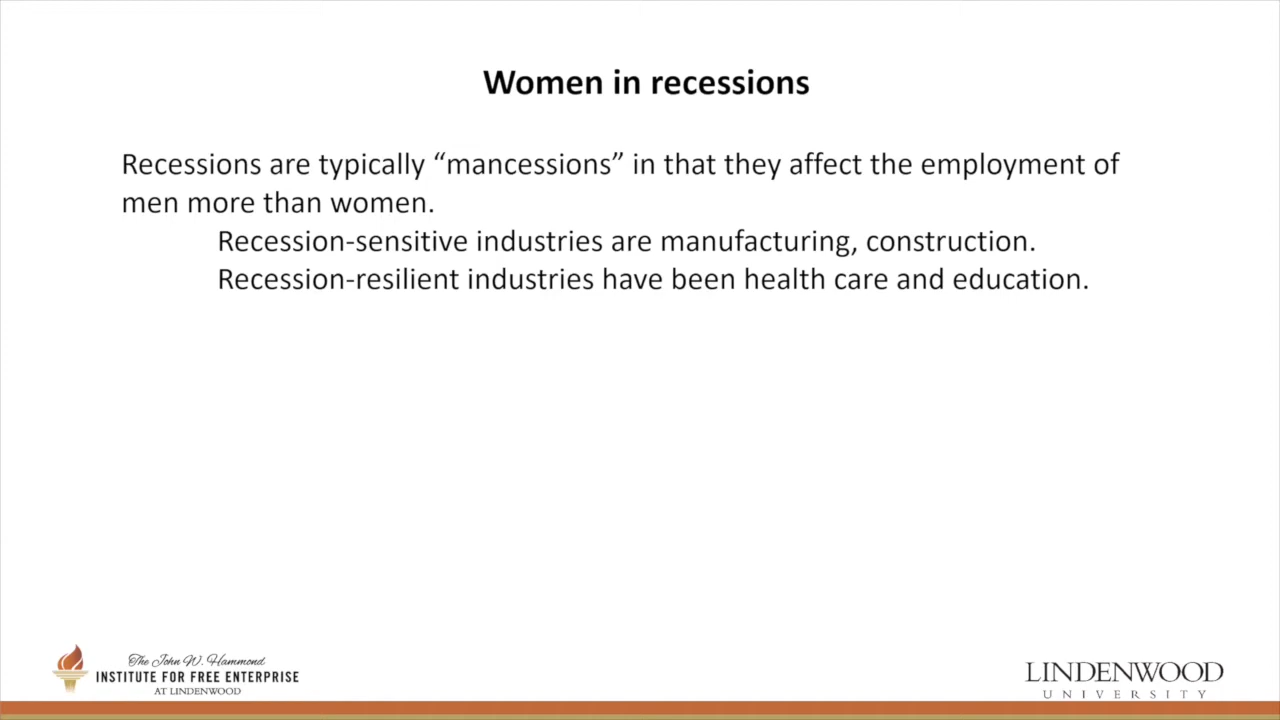 Women in recessions
Recessions are typically “mancessions” in that they affect the employment of
men more than women.
Recession-sensitive industries are manufacturing, construction.
Recession-resilient industries have been health care and education.
The John W. Hammond
INSTITUTE FOR FREE ENTERPRISE
AT LINDENWOOD
LINDENWOOD
UNIVERSITY